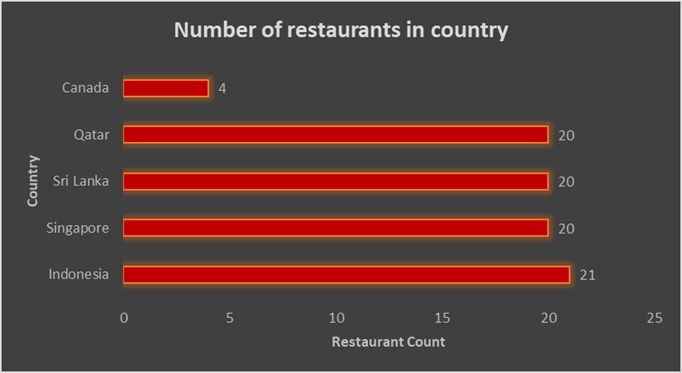 Number of restaurants in country
Country
Canada 4
Qatar 20
Sri Lanka 20
Singapore 20
Indonesia 21
0 5 10 15 20 25
Restaurant Count